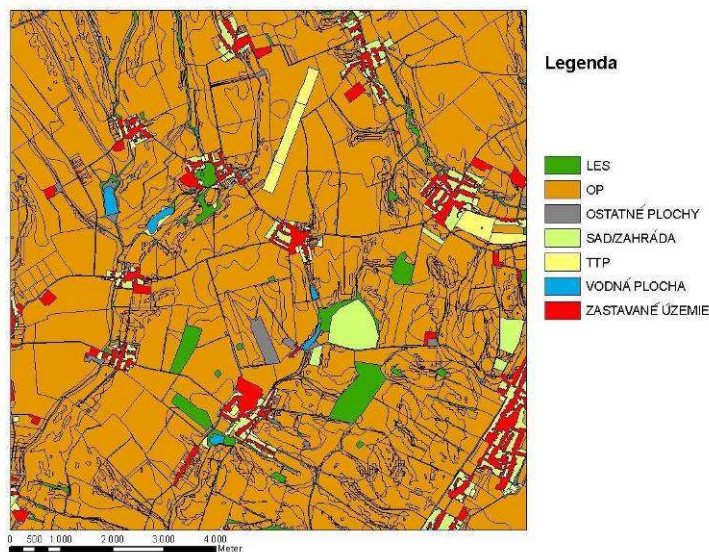 Legenda
LES
OP
OSTATNÉ PLOCHY
SAD/ZAHRÁDA
TTP
VODNÁ PLOCHA
ZASTAVANÉ ÚZEMIE
0 500 1 000 2 000 3 000 4 000
Meter